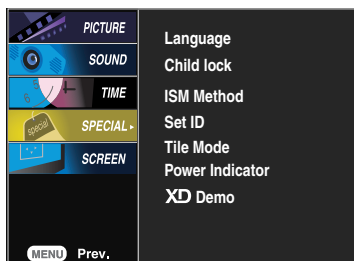 PICTURE
SOUND
TIME
SPECIAL
SCREEN
MENU Prev.
Language
Child lock
ISM Method
Set ID
Tile Mode
Power Indicator
XD Demo
special